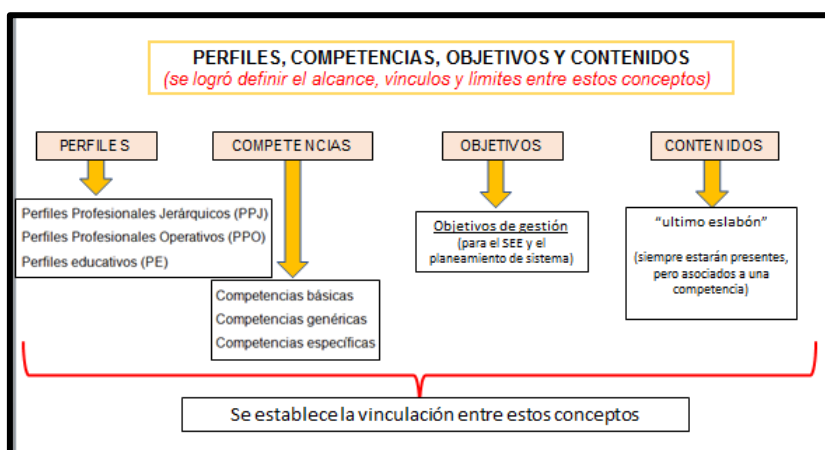 PERFILES, COMPETENCIAS, OBJETIVOS Y CONTENIDOS
(se logró definir el alcance, vínculos y límites entre estos conceptos)
PERFILES
COMPETENCIAS
OBJETIVOS
CONTENIDOS
Perfiles Profesionales Jerárquicos (PPJ)
Perfiles Profesionales Operativos (PPO)
Perfiles educativos (PE)
Competencias básicas
Competencias genéricas
Competencias específicas
Objetivos de gestión
(para el SEE y el
planeamiento de sistema)
"ultimo eslabón"
(siempre estarán presentes,
pero asociados a una
competencia)
Se establece la vinculación entre estos conceptos